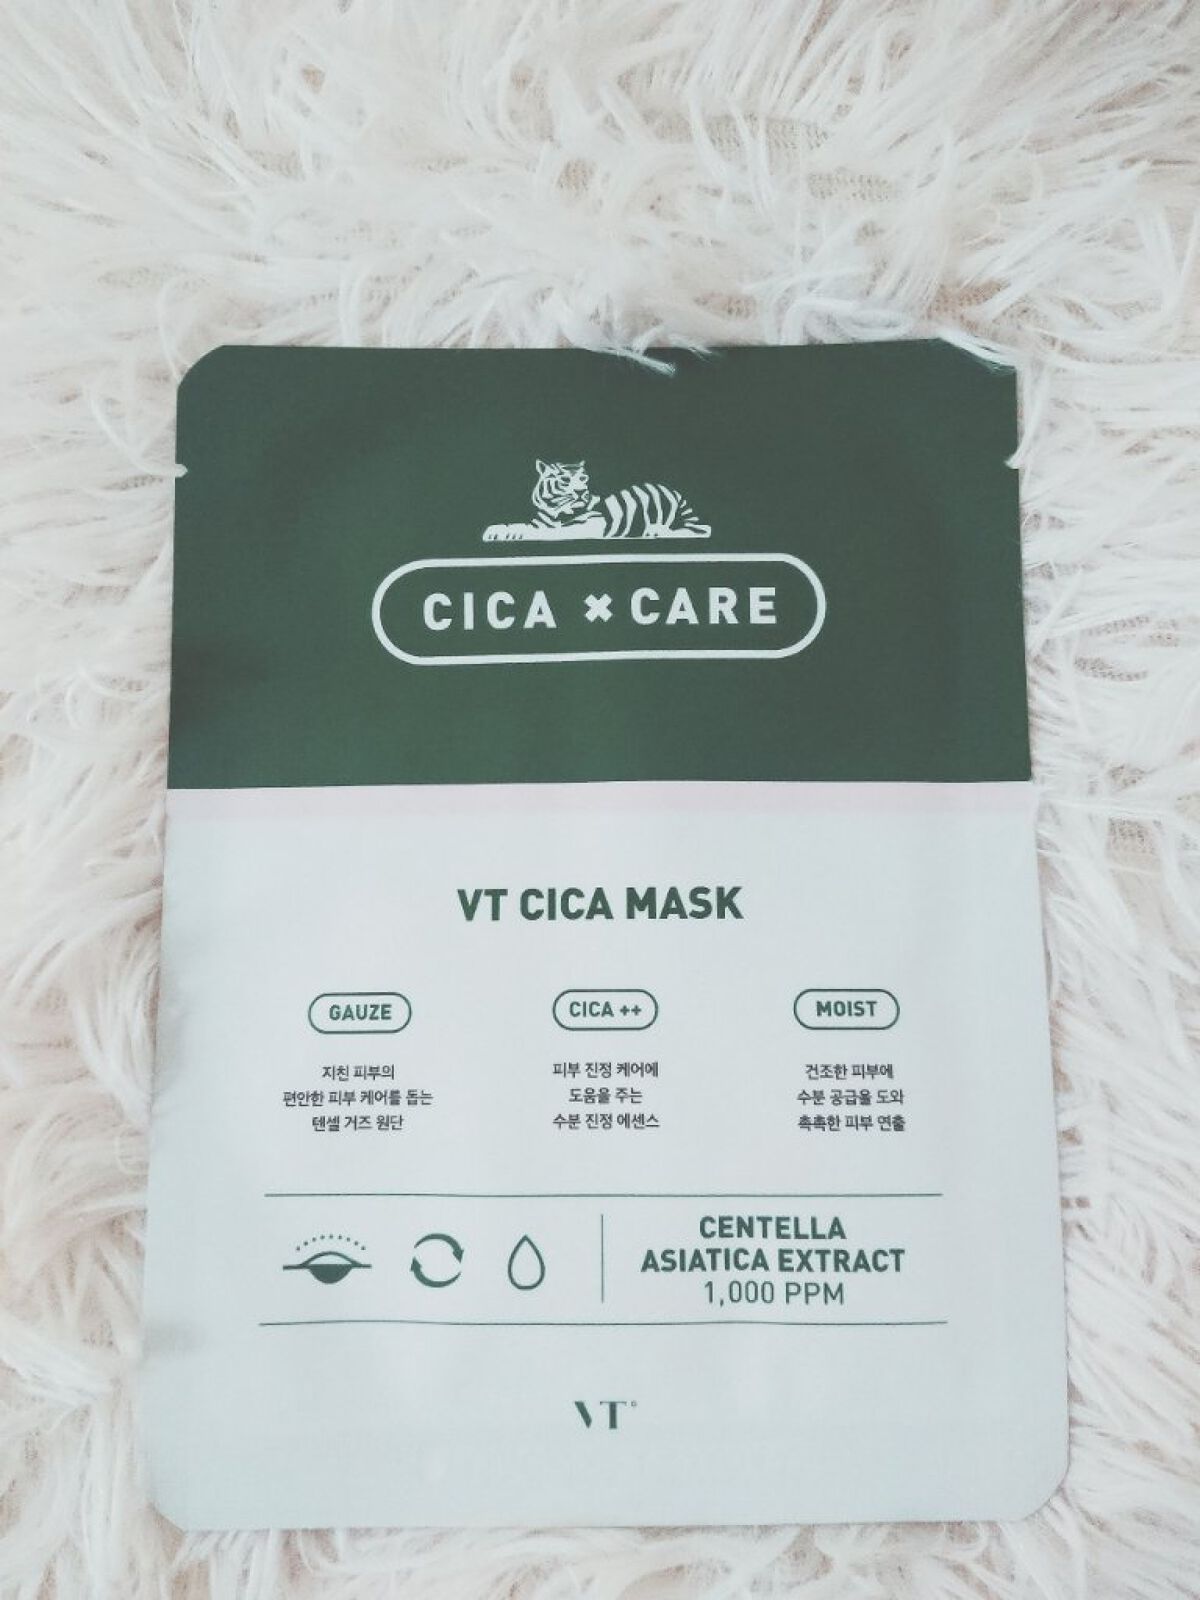 CICA × CARE
VT CICA MASK
GAUZE
지친 피부의
편안한 피부 케어를 돕는
텐셀 거즈 원단
CICA ++
피부 진정 케어에
도움을 주는
수분 진정 에센스
MOIST
건조한 피부에
수분 공급을 도와
촉촉한 피부 연출
CENTELLA
ASIATICA EXTRACT
1,000 PPM
VT